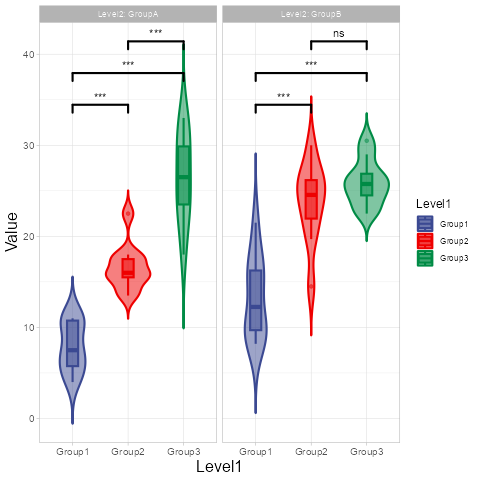 Level2: GroupA
Level2: GroupB
***
ns
***
***
***
***
Value
40
30
20
10
0
Group1 Group2 Group3
Group1 Group2 Group3
Level1
Level1
Group1
Group2
Group3